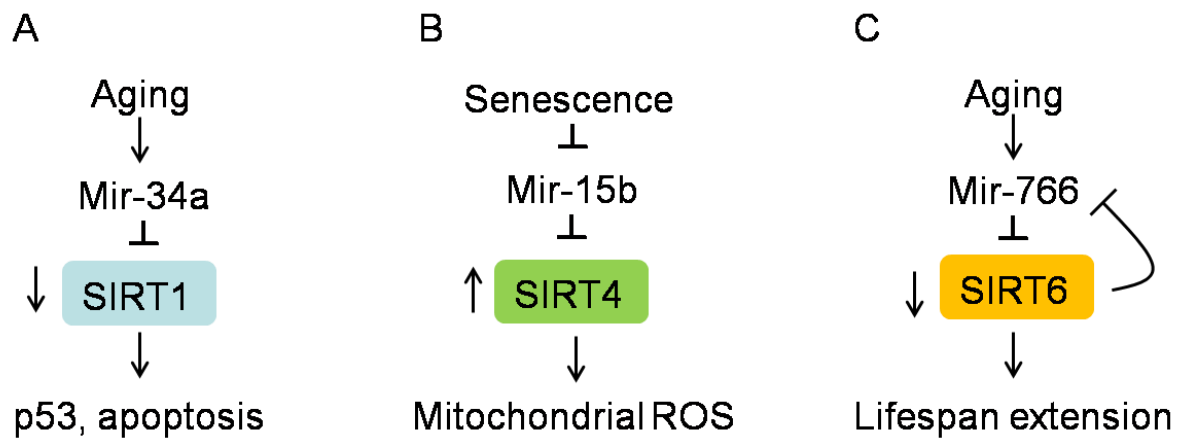 A
Aging
Mir-34a
SIRT1
p53, apoptosis
B
Senescence
Mir-15b
SIRT4
Mitochondrial ROS
C
Aging
Mir-766
SIRT6
Lifespan extension